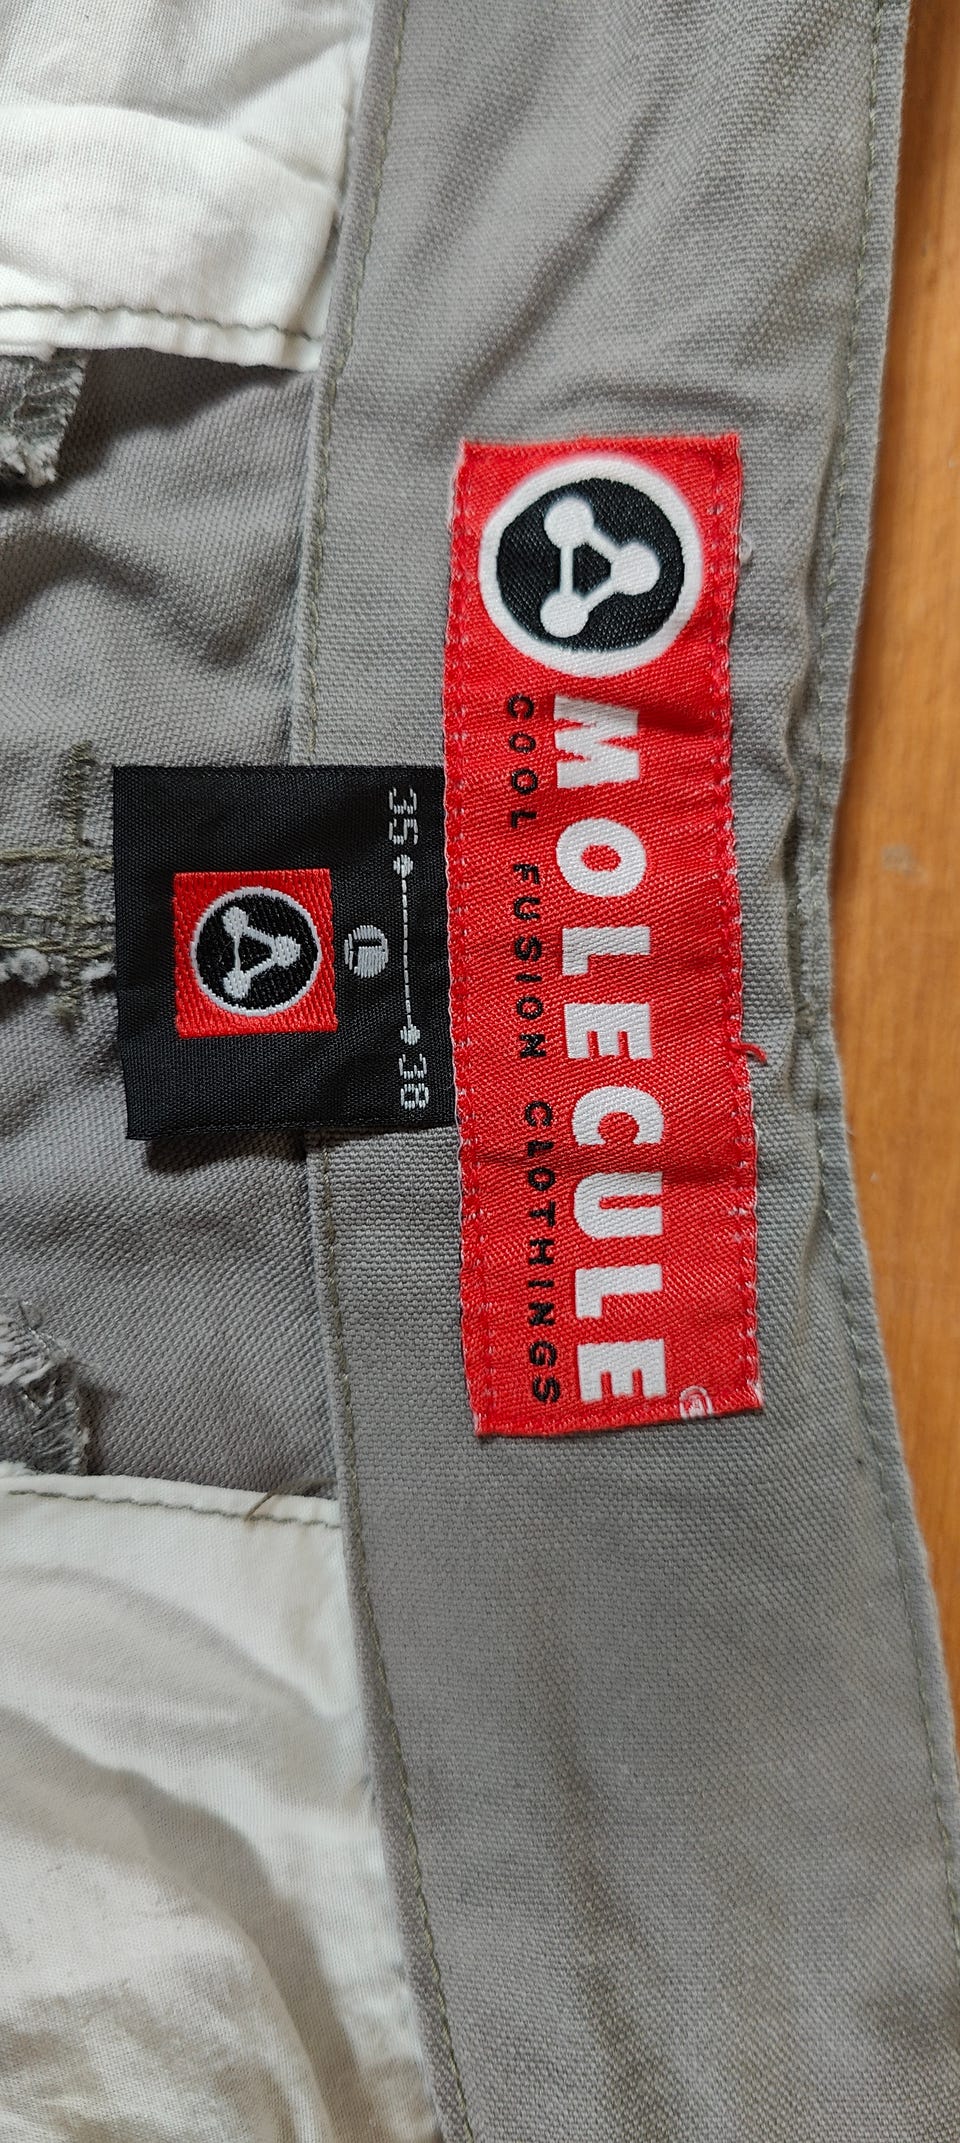 MOLECULE®
COOL FUSION CLOTHINGS
35 38
L